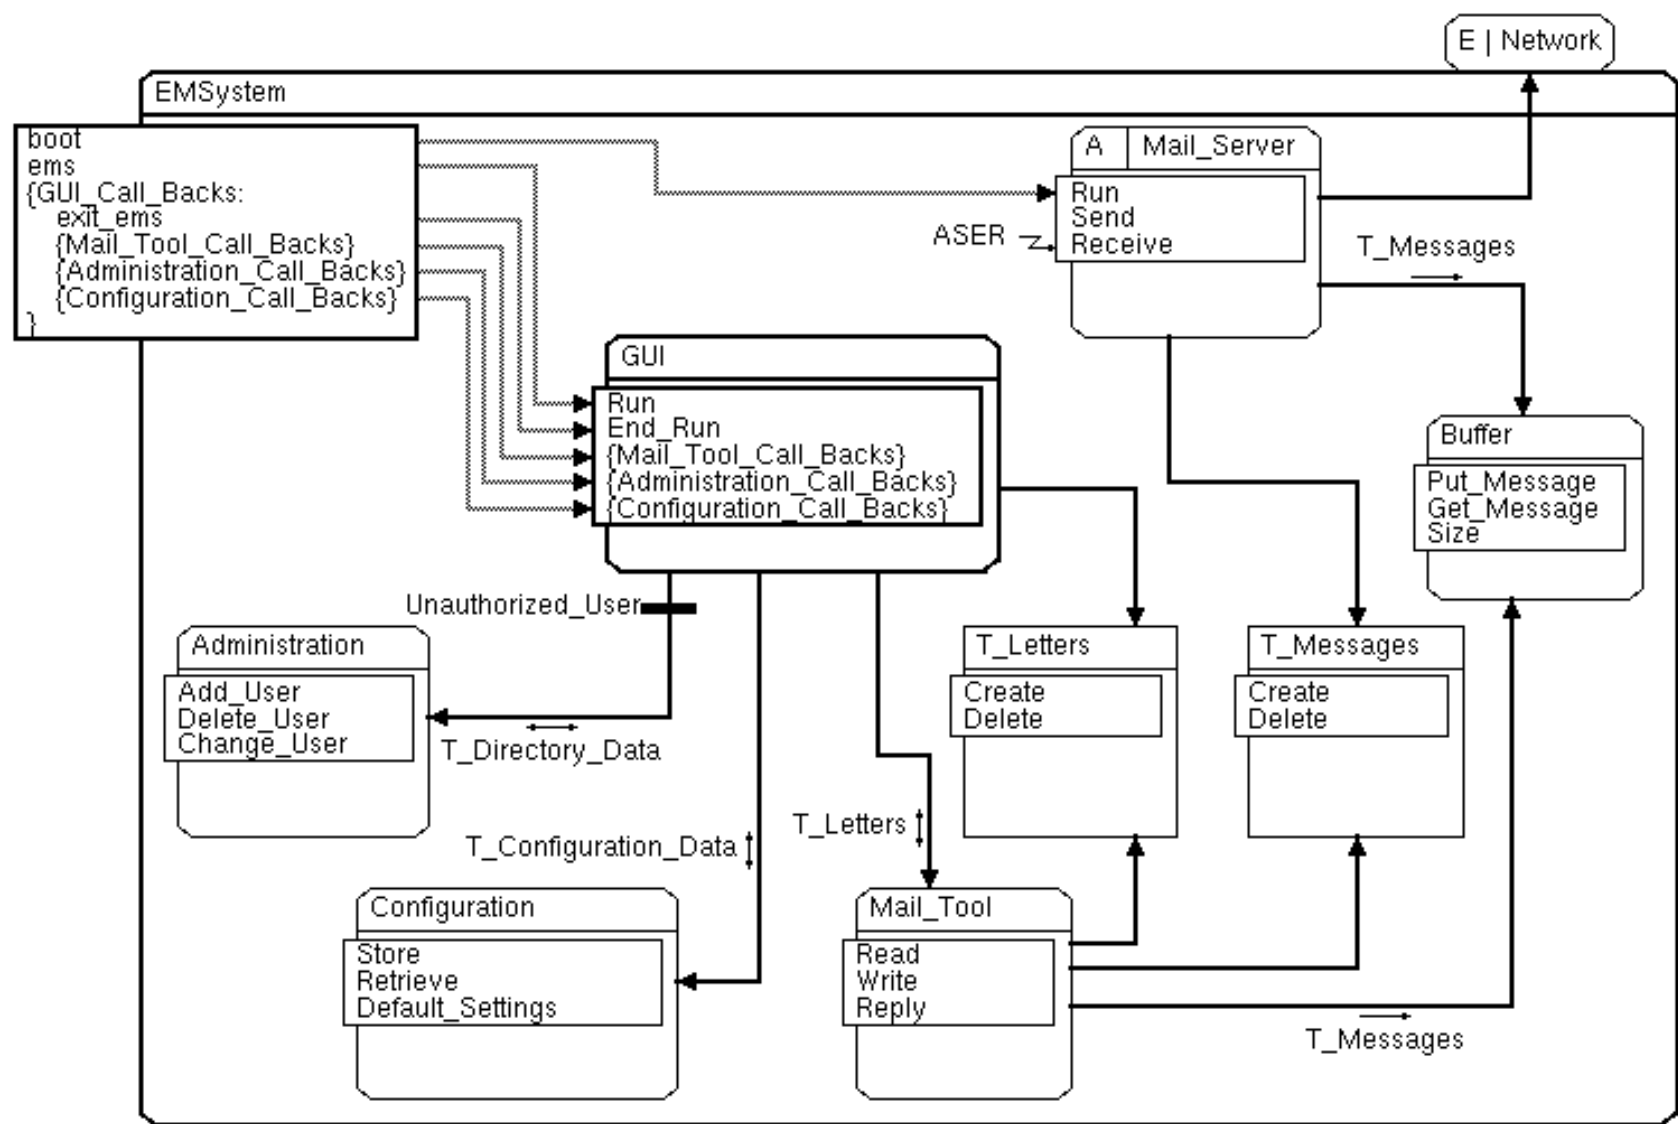 E | Network
EMSystem
boot
ems
{GUI_Call_Backs:
exit_ems
{Mail_Tool_Call_Backs}
{Administration_Call_Backs}
{Configuration_Call_Backs}
}
A Mail_Server
Run
Send
Receive
ASER
T_Messages
GUI
Run
End_Run
{Mail_Tool_Call_Backs}
{Administration_Call_Backs}
{Configuration_Call_Backs}
Buffer
Put_Message
Get_Message
Size
Unauthorized_User
Administration
Add_User
Delete_User
Change_User
T_Directory_Data
T_Letters
Create
Delete
T_Messages
Create
Delete
T_Letters
T_Configuration_Data
Configuration
Store
Retrieve
Default_Settings
Mail_Tool
Read
Write
Reply
T_Messages